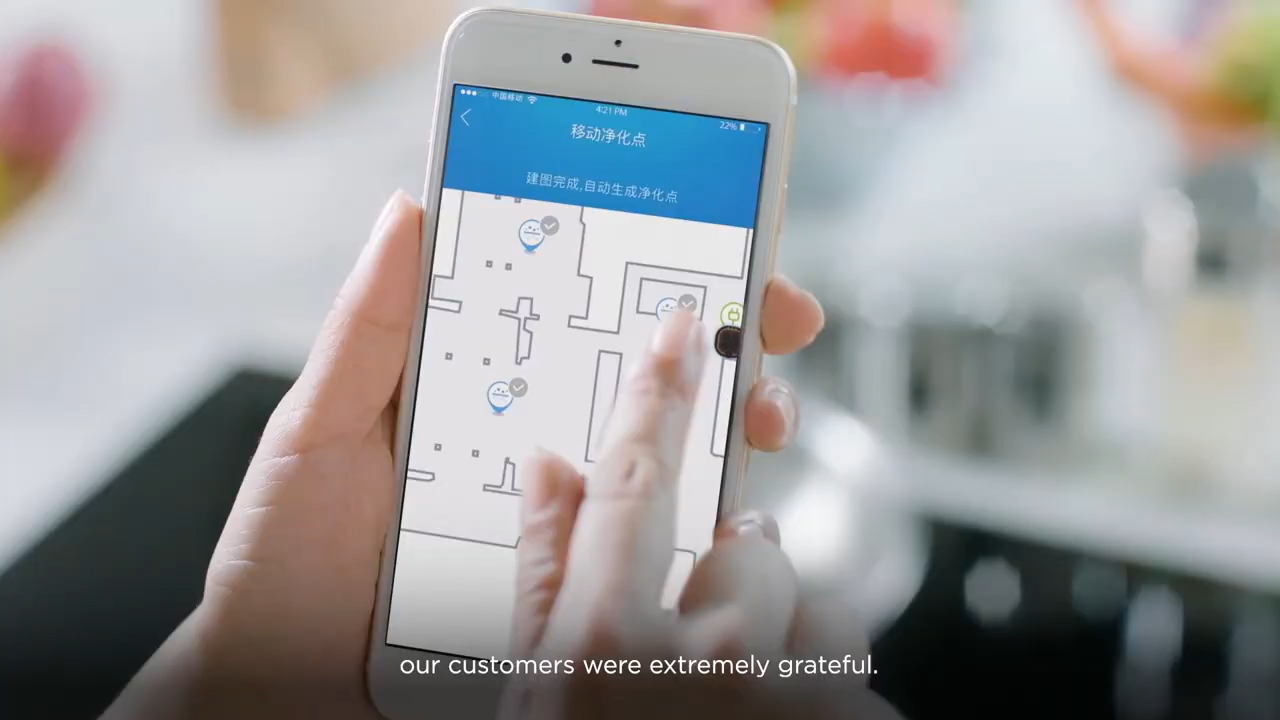 中国移动
4:21 PM
22%
移动净化点
建图完成,自动生成净化点
our customers were extremely grateful.